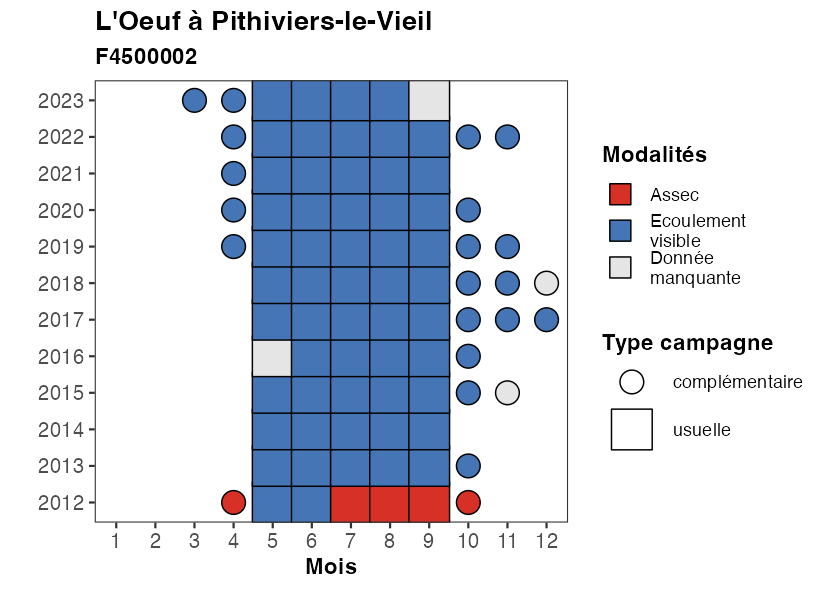 L'Oeuf à Pithiviers-le-Vieil
F4500002
2023
2022
2021
2020
2019
2018
2017
2016
2015
2014
2013
2012
1 2 3 4 5 6 7 8 9 10 11 12
Mois
Modalités
Assec
Ecoulement
visible
Donnée
manquante
Type campagne
complémentaire
usuelle